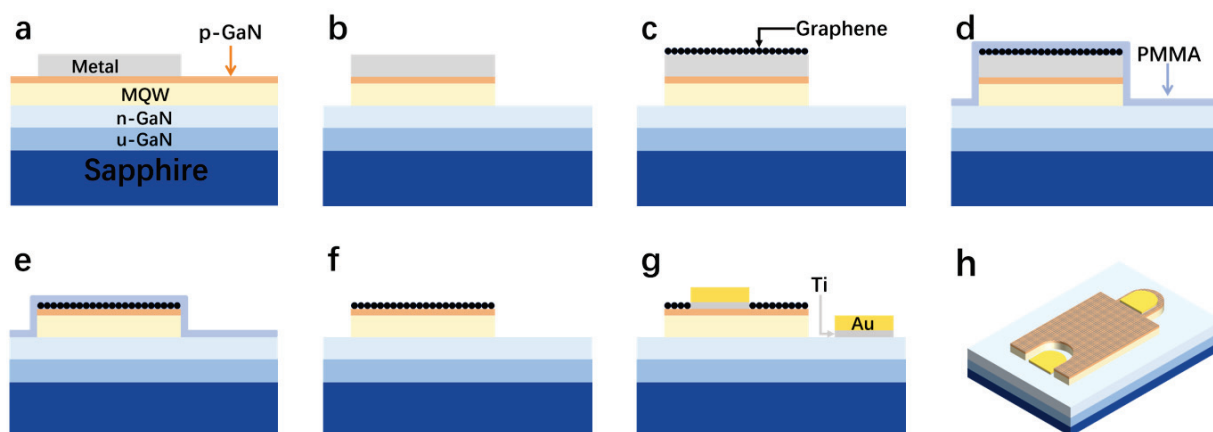 a
p-GaN
Metal
MQW
n-GaN
u-GaN
Sapphire
b
c
Graphene
d
PMMA
e
f
g
Ti
Au
h